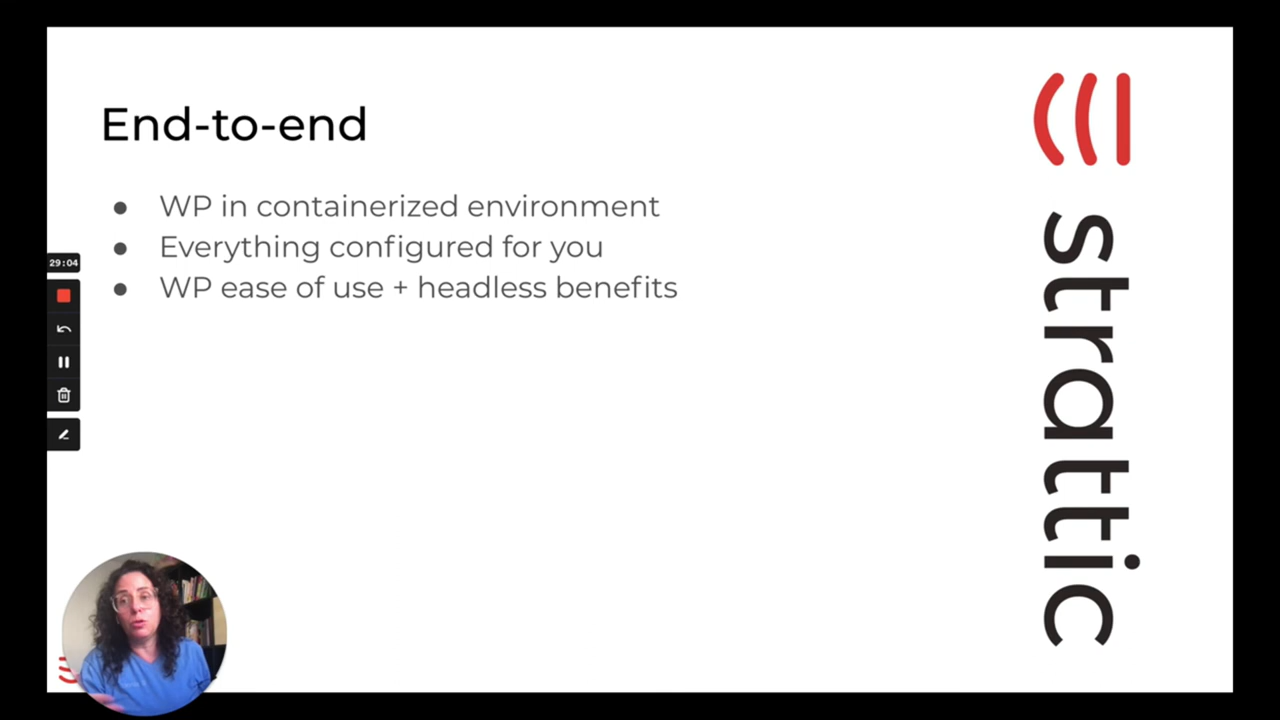 End-to-end
● WP in containerized environment
● Everything configured for you
● WP ease of use + headless benefits
29:04
strattic